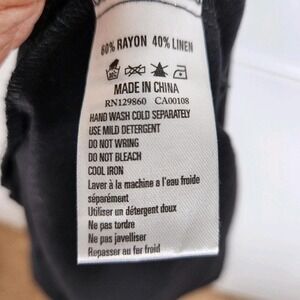 60% RAYON 40% LINEN
MADE IN CHINA
RN129860 CA00108
HAND WASH COLD SEPARATELY
USE MILD DETERGENT
DO NOT WRING
DO NOT BLEACH
COOL IRON
Laver à la machine a l'eau froide
séparément
Utiliser un détergent doux
Ne pas tordre
Ne pas javelliser
Repasser au fer froid